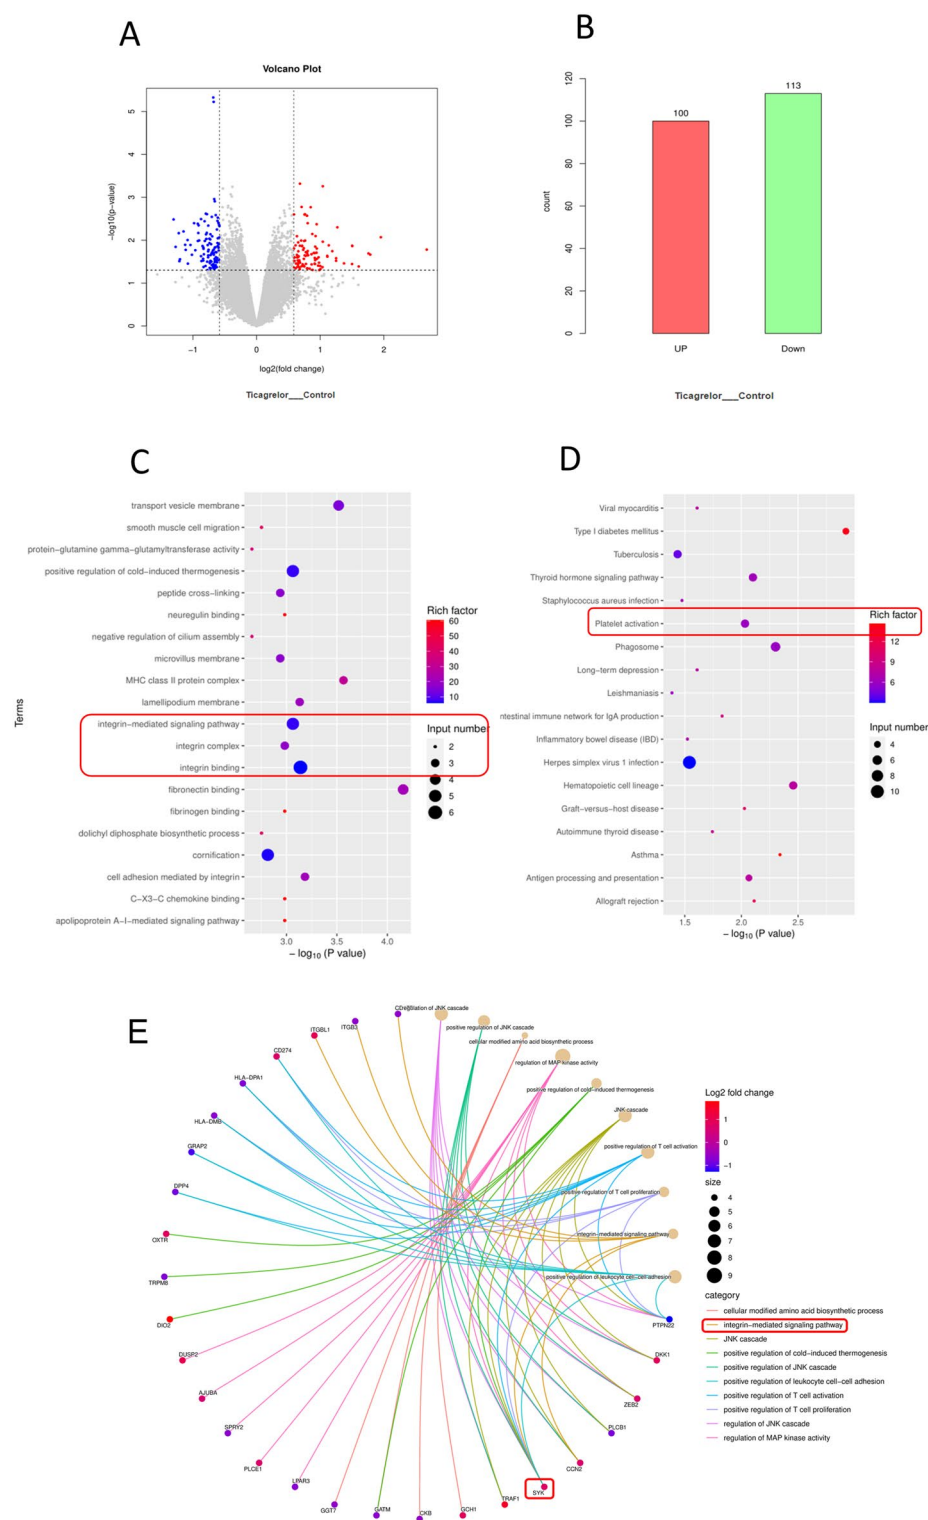 A
B
Volcano Plot
−log10(p-value)
5
4
3
2
1
0
−1
0
1
2
log2(fold change)
Ticagrelor___Control
count
120
100
80
60
40
20
0
100
113
UP
Down
Ticagrelor___Control
C
D
Terms
transport vesicle membrane
smooth muscle cell migration
protein−glutamine gamma−glutamyltransferase activity
positive regulation of cold−induced thermogenesis
peptide cross−linking
neuregulin binding
negative regulation of cilium assembly
microvillus membrane
MHC class II protein complex
lamellipodium membrane
integrin−mediated signaling pathway
integrin complex
integrin binding
fibronectin binding
fibrinogen binding
dolichyl diphosphate biosynthetic process
cornification
cell adhesion mediated by integrin
C−X3−C chemokine binding
apolipoprotein A−I−mediated signaling pathway
3.0
3.5
4.0
− log10 (P value)
Rich factor
60
50
40
30
20
10
Input number
2
3
4
5
6
Viral myocarditis
Type I diabetes mellitus
Tuberculosis
Thyroid hormone signaling pathway
Staphylococcus aureus infection
Platelet activation
Phagosome
Long−term depression
Leishmaniasis
ntestinal immune network for IgA production
Inflammatory bowel disease (IBD)
Herpes simplex virus 1 infection
Hematopoietic cell lineage
Graft−versus−host disease
Autoimmune thyroid disease
Asthma
Antigen processing and presentation
Allograft rejection
1.5
2.0
2.5
− log10 (P value)
Rich factor
12
9
6
Input number
4
6
8
10
E
regulation of JNK cascade
positive regulation of JNK cascade
cellular modified amino acid biosynthetic process
regulation of MAP kinase activity
positive regulation of cold−induced thermogenesis
JNK cascade
positive regulation of T cell activation
positive regulation of T cell proliferation
integrin−mediated signaling pathway
positive regulation of leukocyte cell−cell adhesion
PTPN22
DKK1
ZEB2
PLCB1
CCN2
SYK
TRAF1
GCH1
CKB
GATM
GGT7
LPAR3
PLCE1
SPRY2
AJUBA
DUSP2
DIO2
TRPM8
OXTR
DPP4
GRAP2
HLA−DMB
HLA−DPA1
CD274
ITGBL1
ITGB3
Log2 fold change
1
0
−1
size
4
5
6
7
8
9
category
cellular modified amino acid biosynthetic process
integrin−mediated signaling pathway
JNK cascade
positive regulation of cold−induced thermogenesis
positive regulation of JNK cascade
positive regulation of leukocyte cell−cell adhesion
positive regulation of T cell activation
positive regulation of T cell proliferation
regulation of JNK cascade
regulation of MAP kinase activity